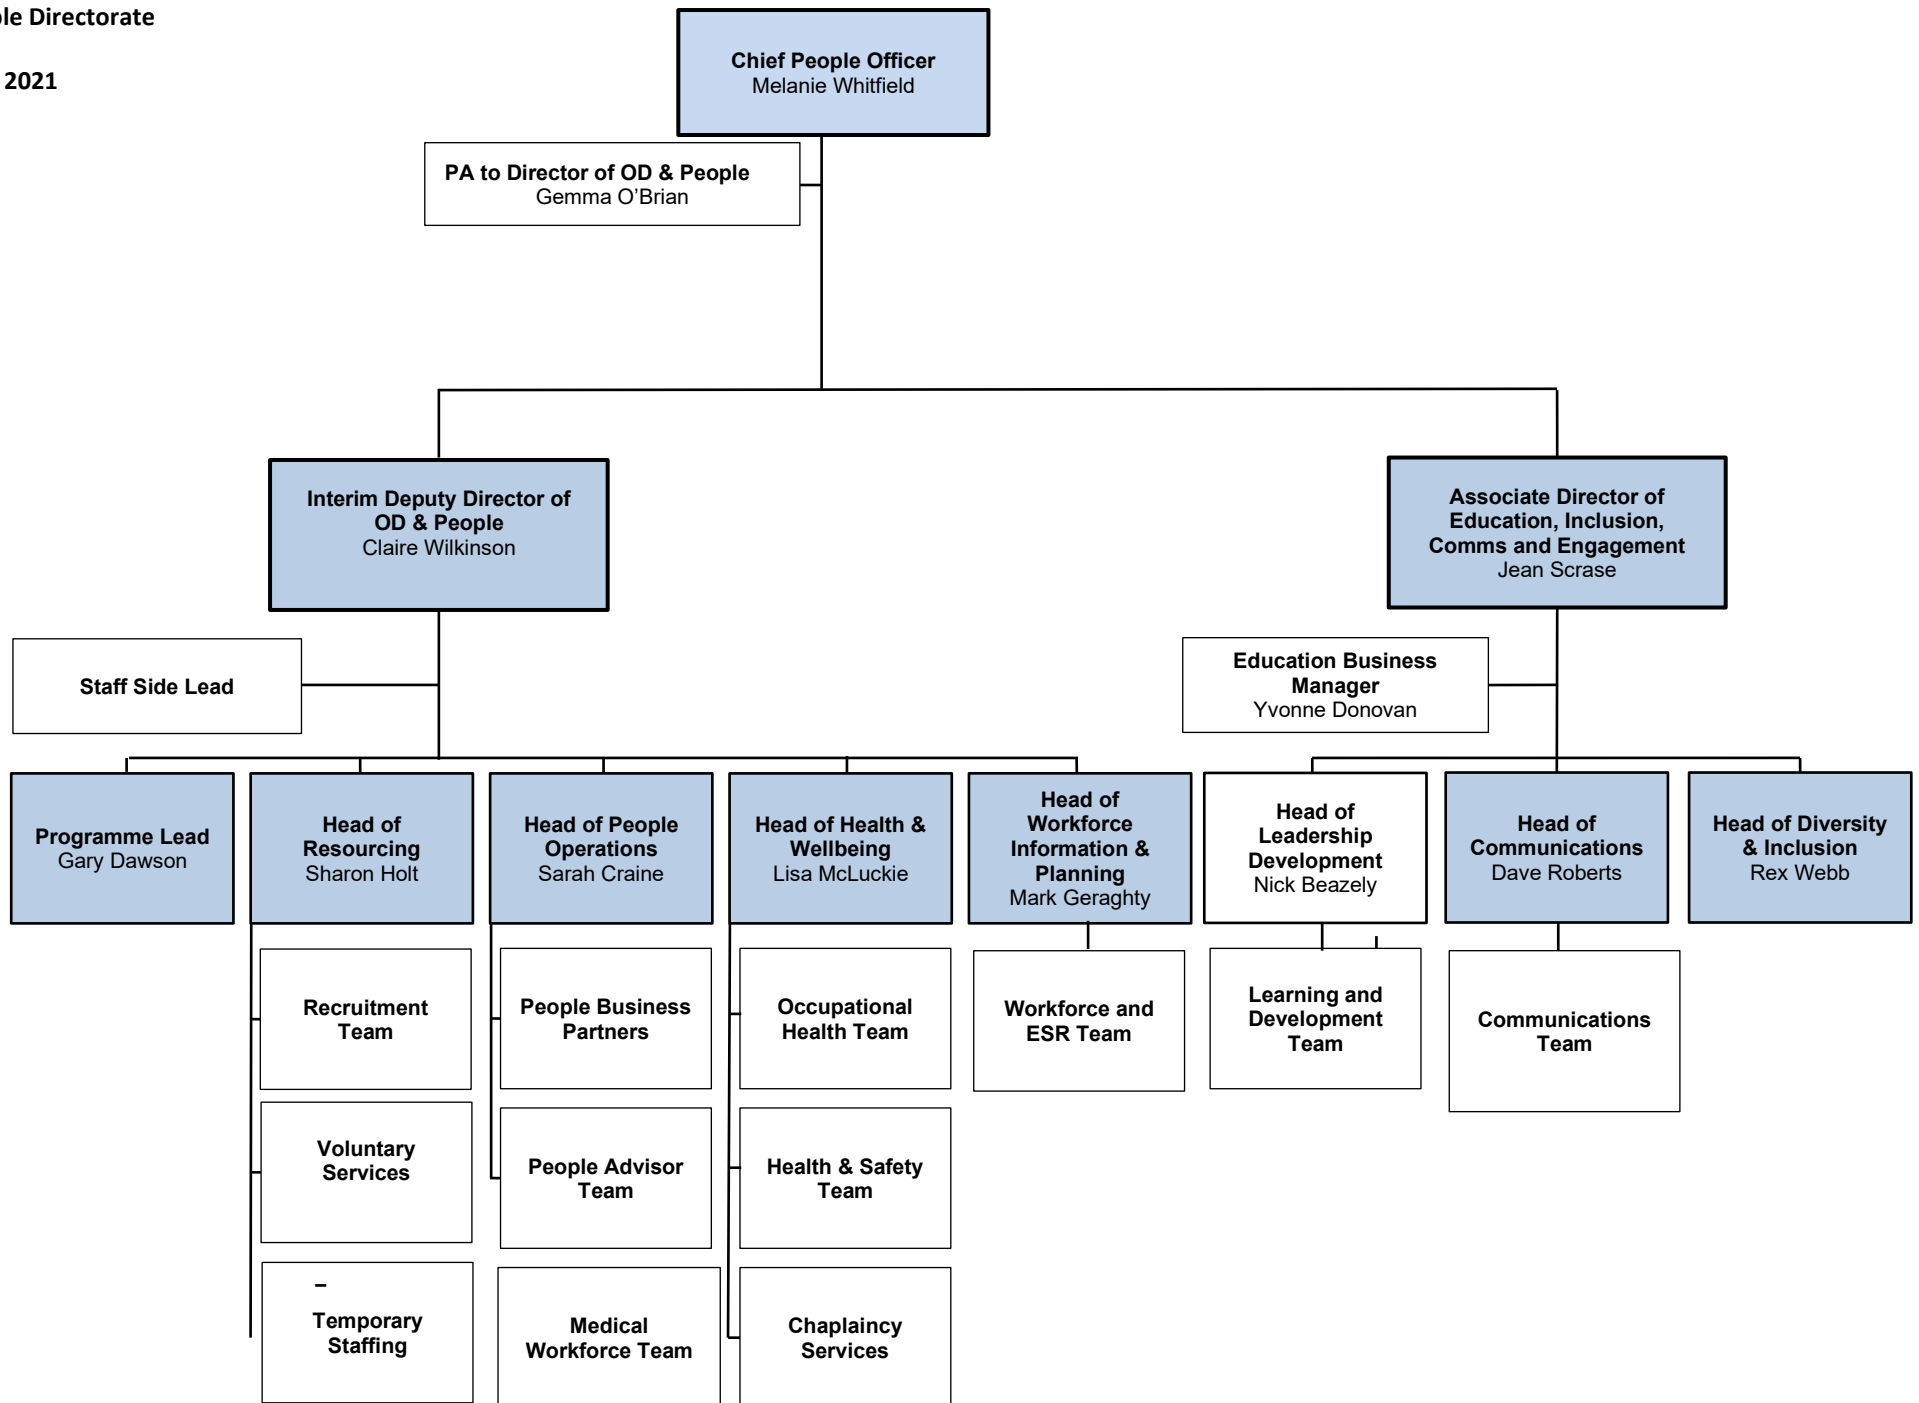 ple Directorate
2021
Chief People Officer
Melanie Whitfield
PA to Director of OD & People
Gemma O’Brian
Interim Deputy Director of
OD & People
Claire Wilkinson
Associate Director of
Education, Inclusion,
Comms and Engagement
Jean Scrase
Staff Side Lead
Education Business
Manager
Yvonne Donovan
Programme Lead
Gary Dawson
Head of
Resourcing
Sharon Holt
Head of People
Operations
Sarah Craine
Head of Health &
Wellbeing
Lisa McLuckie
Head of
Workforce
Information &
Planning
Mark Geraghty
Head of
Leadership
Development
Nick Beazely
Head of
Communications
Dave Roberts
Head of Diversity
& Inclusion
Rex Webb
Recruitment
Team
People Business
Partners
Occupational
Health Team
Workforce and
ESR Team
Learning and
Development
Team
Communications
Team
Voluntary
Services
People Advisor
Team
Health & Safety
Team
–
Temporary
Staffing
Medical
Workforce Team
Chaplaincy
Services